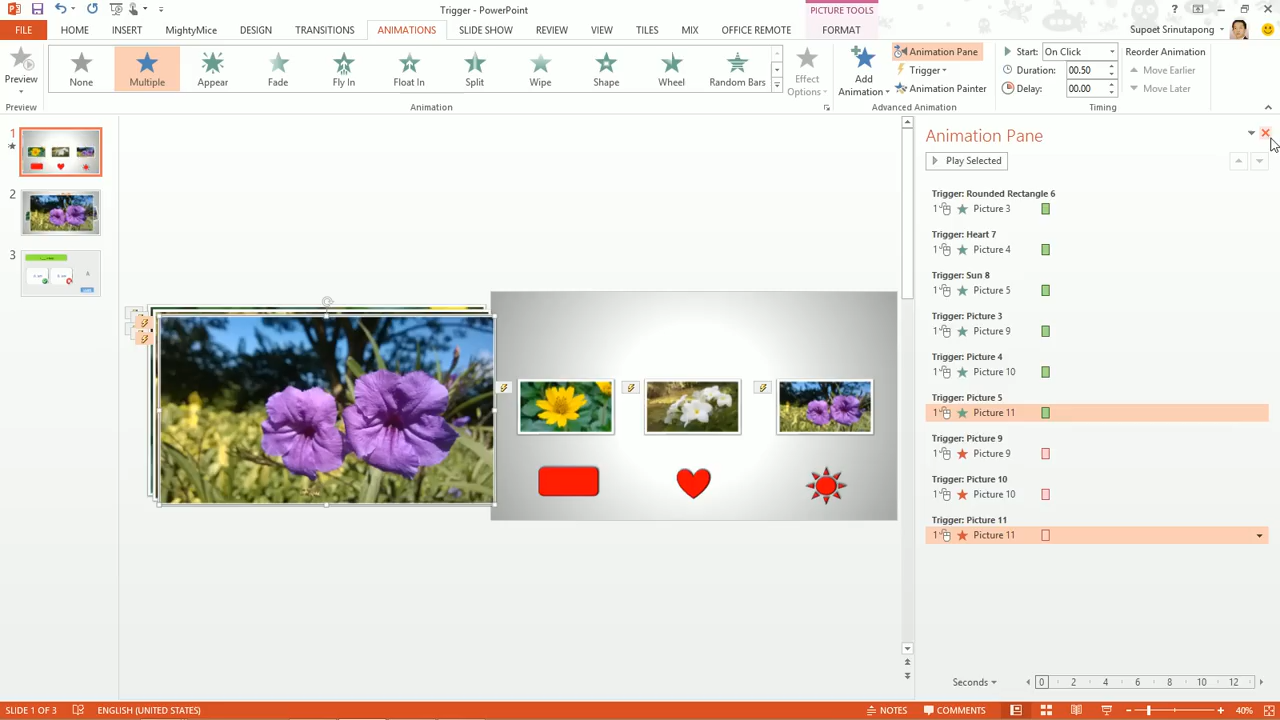 Trigger - PowerPoint
PICTURE TOOLS
FILE HOME INSERT MightyMice DESIGN TRANSITIONS ANIMATIONS SLIDE SHOW REVIEW VIEW TILES MIX OFFICE REMOTE FORMAT
Supoet Srinutapong
Preview
None Multiple Appear Fade Fly In Float In Split Wipe Shape Wheel Random Bars
Effect Options
Add Animation
Animation Pane
Trigger
Animation Painter
Start: On Click
Duration: 00.50
Delay: 00.00
Reorder Animation
Move Earlier
Move Later
Preview Animation Advanced Animation Timing
1
2
3
Animation Pane
Play Selected
Trigger: Rounded Rectangle 6
1 Picture 3
Trigger: Heart 7
1 Picture 4
Trigger: Sun 8
1 Picture 5
Trigger: Picture 3
1 Picture 9
Trigger: Picture 4
1 Picture 10
Trigger: Picture 5
1 Picture 11
Trigger: Picture 9
1 Picture 9
Trigger: Picture 10
1 Picture 10
Trigger: Picture 11
1 Picture 11
Seconds 0 2 4 6 8 10 12
SLIDE 1 OF 3 ENGLISH (UNITED STATES) NOTES COMMENTS 40%